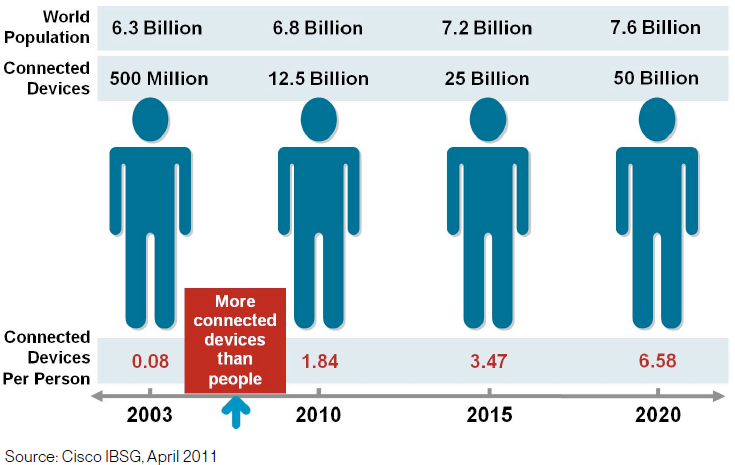 World
Population
6.3 Billion 6.8 Billion 7.2 Billion 7.6 Billion
Connected
Devices
500 Million 12.5 Billion 25 Billion 50 Billion
More
connected
devices
than
people
Connected
Devices
Per Person
0.08 1.84 3.47 6.58
2003 2010 2015 2020
Source: Cisco IBSG, April 2011